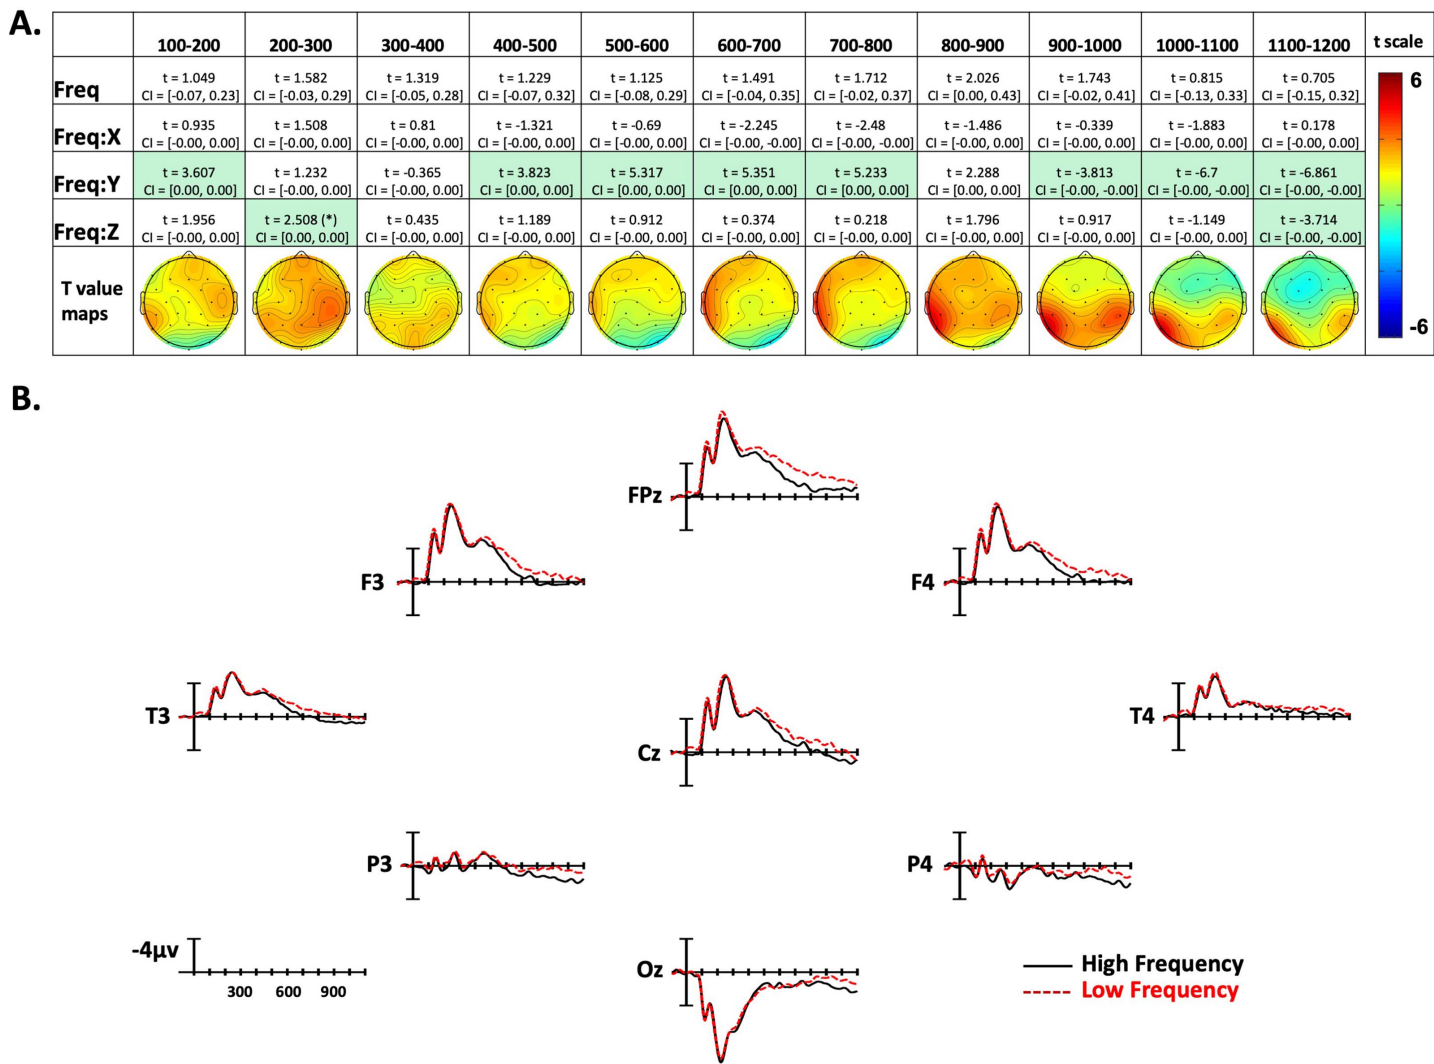 A.
100-200 200-300 300-400 400-500 500-600 600-700 700-800 800-900 900-1000 1000-1100 1100-1200 t scale
Freq
t = 1.049 t = 1.582 t = 1.319 t = 1.229 t = 1.125 t = 1.491 t = 1.712 t = 2.026 t = 1.743 t = 0.815 t = 0.705
CI = [-0.07, 0.23] CI = [-0.03, 0.29] CI = [-0.05, 0.28] CI = [-0.07, 0.32] CI = [-0.08, 0.29] CI = [-0.04, 0.35] CI = [-0.02, 0.37] CI = [0.00, 0.43] CI = [-0.02, 0.41] CI = [-0.13, 0.33] CI = [-0.15, 0.32]
Freq:X
t = 0.935 t = 1.508 t = 0.81 t = -1.321 t = -0.69 t = -2.245 t = -2.48 t = -1.486 t = -0.339 t = -1.883 t = 0.178
CI = [-0.00, 0.00] CI = [-0.00, 0.00] CI = [-0.00, 0.00] CI = [-0.00, 0.00] CI = [-0.00, 0.00] CI = [-0.00, -0.00] CI = [-0.00, -0.00] CI = [-0.00, 0.00] CI = [-0.00, 0.00] CI = [-0.00, 0.00] CI = [-0.00, 0.00]
Freq:Y
t = 3.607 t = 1.232 t = -0.365 t = 3.823 t = 5.317 t = 5.351 t = 5.233 t = 2.288 t = -3.813 t = -6.7 t = -6.861
CI = [0.00, 0.00] CI = [-0.00, 0.00] CI = [-0.00, 0.00] CI = [0.00, 0.00] CI = [0.00, 0.00] CI = [0.00, 0.00] CI = [0.00, 0.00] CI = [0.00, 0.00] CI = [-0.00, -0.00] CI = [-0.00, -0.00] CI = [-0.00, -0.00]
Freq:Z
t = 1.956 t = 2.508 (*) t = 0.435 t = 1.189 t = 0.912 t = 0.374 t = 0.218 t = 1.796 t = 0.917 t = -1.149 t = -3.714
CI = [-0.00, 0.00] CI = [0.00, 0.00] CI = [-0.00, 0.00] CI = [-0.00, 0.00] CI = [-0.00, 0.00] CI = [-0.00, 0.00] CI = [-0.00, 0.00] CI = [-0.00, 0.00] CI = [-0.00, 0.00] CI = [-0.00, 0.00] CI = [-0.00, -0.00]
T value
maps
6
-6
B.
FPz
F3
F4
T3
Cz
T4
P3
P4
-4µv
300 600 900
Oz
High Frequency
Low Frequency